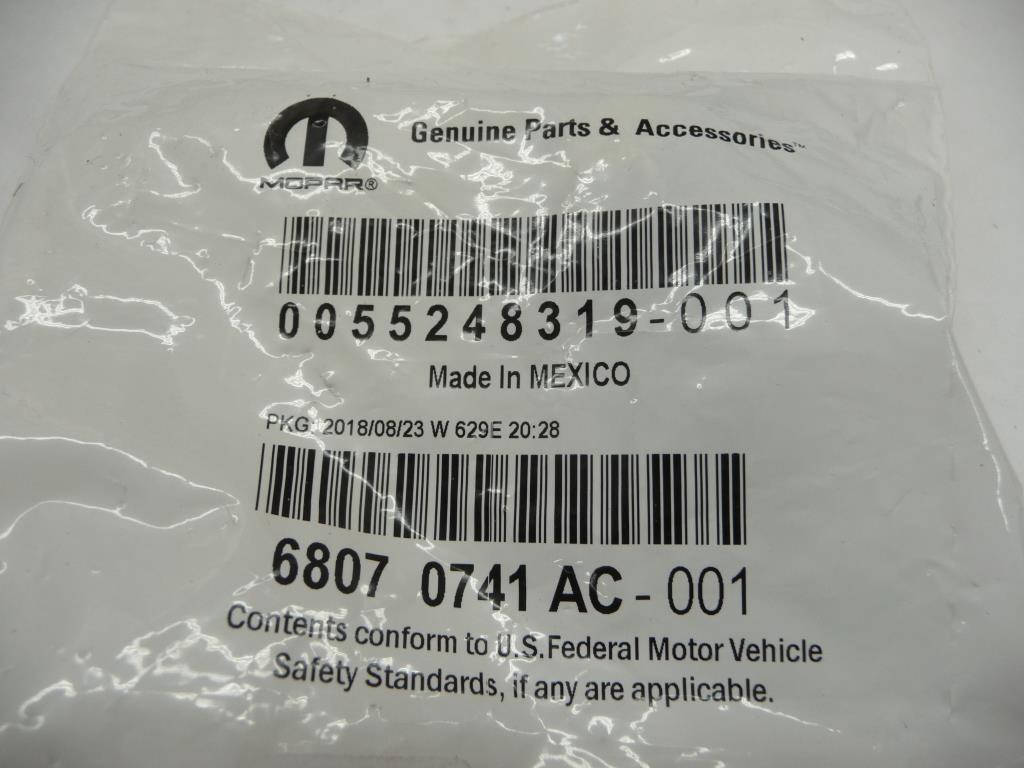 MOPAR®
Genuine Parts & Accessories™
0055248319-001
Made In MEXICO
PKG: 2018/08/23 W 629E 20:28
6807 0741 AC - 001
Contents conform to U.S.Federal Motor Vehicle
Safety Standards, if any are applicable.